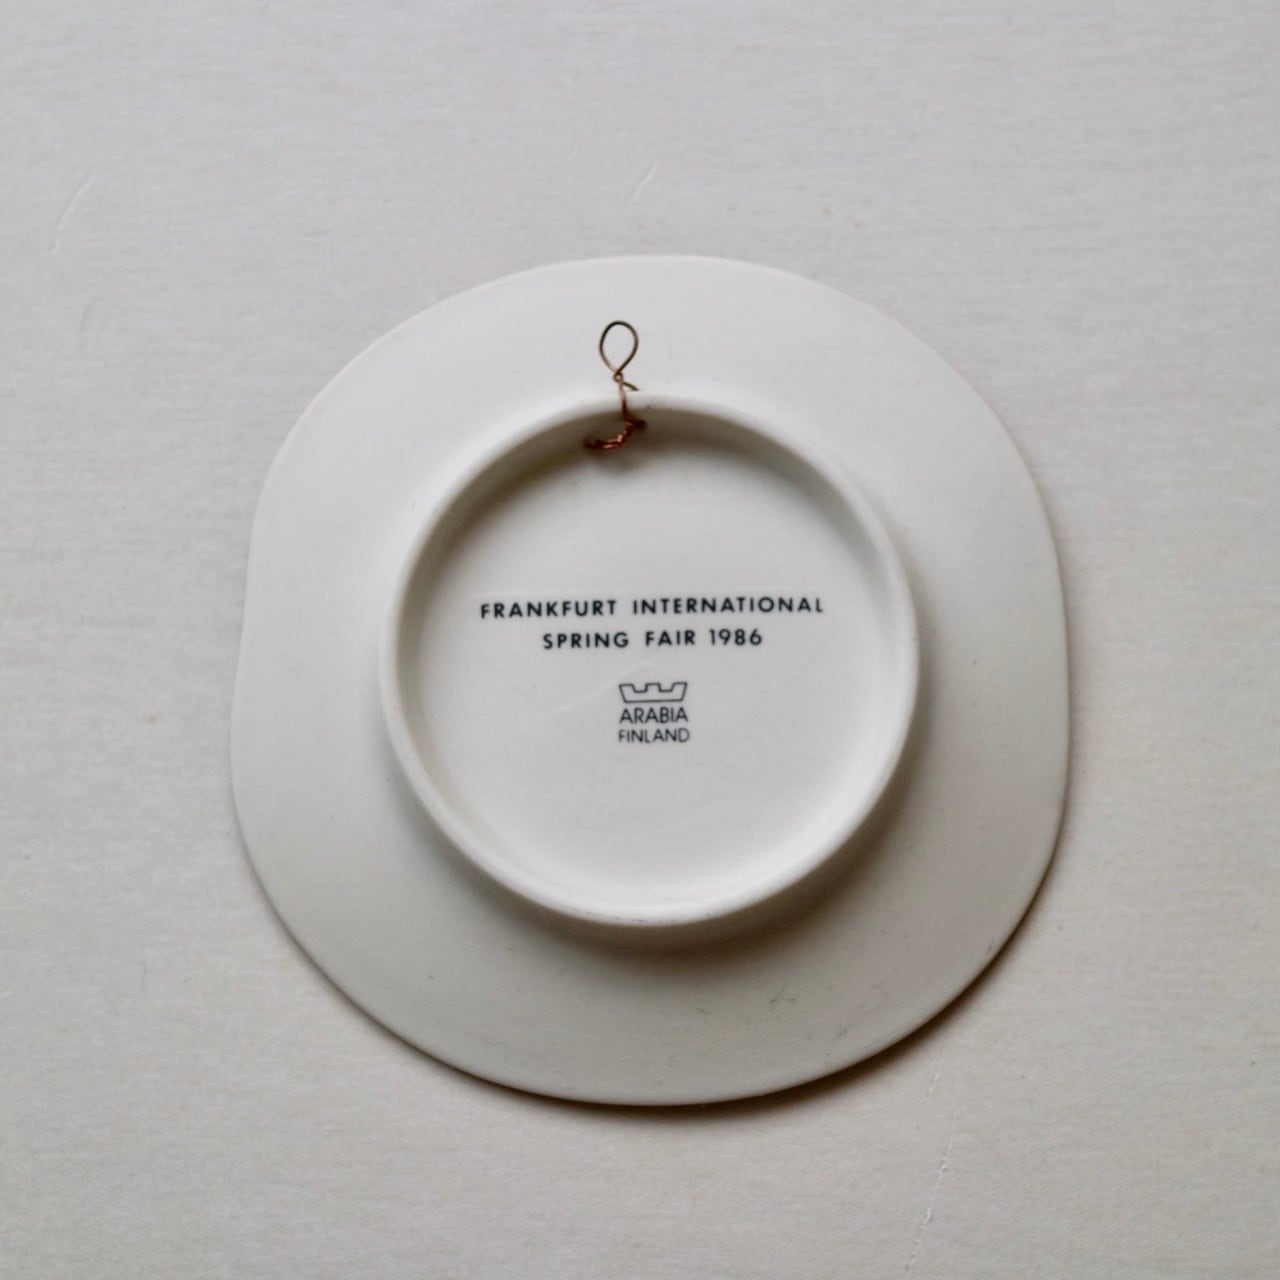 FRANKFURT INTERNATIONAL
SPRING FAIR 1986
ARABIA
FINLAND